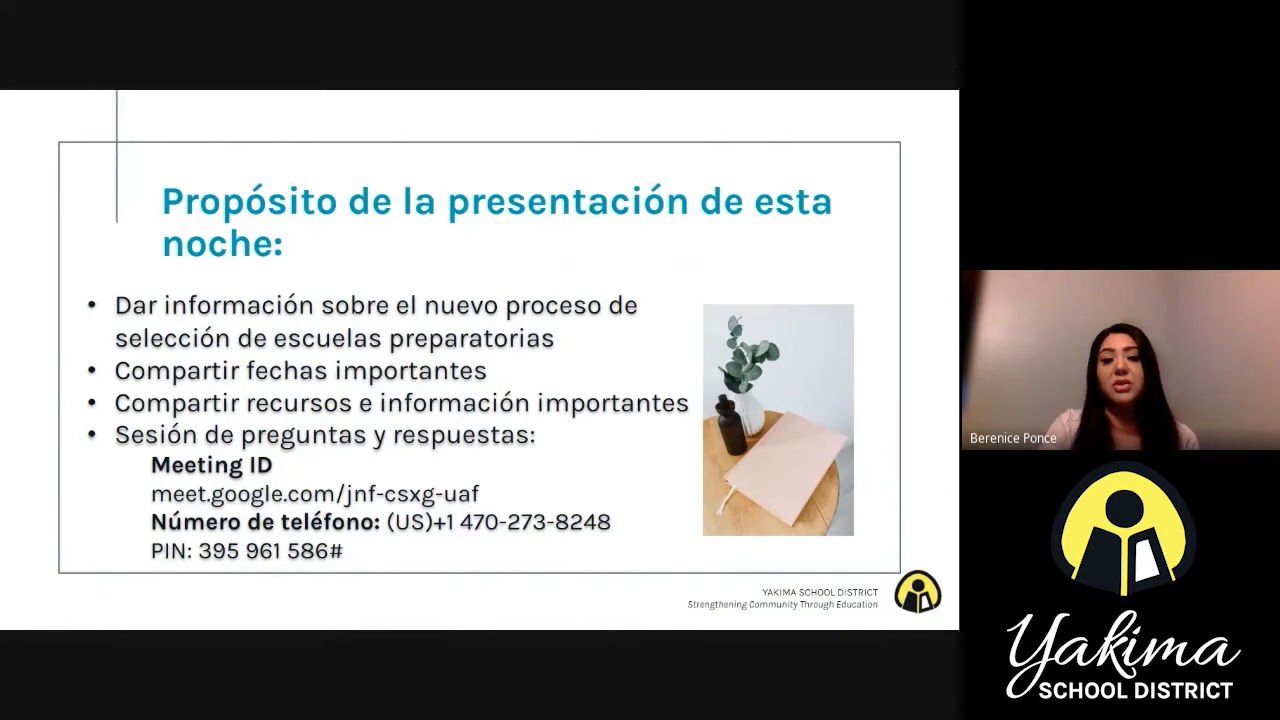 Propósito de la presentación de esta
noche:
• Dar información sobre el nuevo proceso de
selección de escuelas preparatorias
• Compartir fechas importantes
• Compartir recursos e información importantes
• Sesión de preguntas y respuestas:
Meeting ID
meet.google.com/jnf-csxg-uaf
Número de teléfono: (US)+1 470-273-8248
PIN: 395 961 586#
YAKIMA SCHOOL DISTRICT
Strengthening Community Through Education
Berenice Ponce
Yakima
SCHOOL DISTRICT